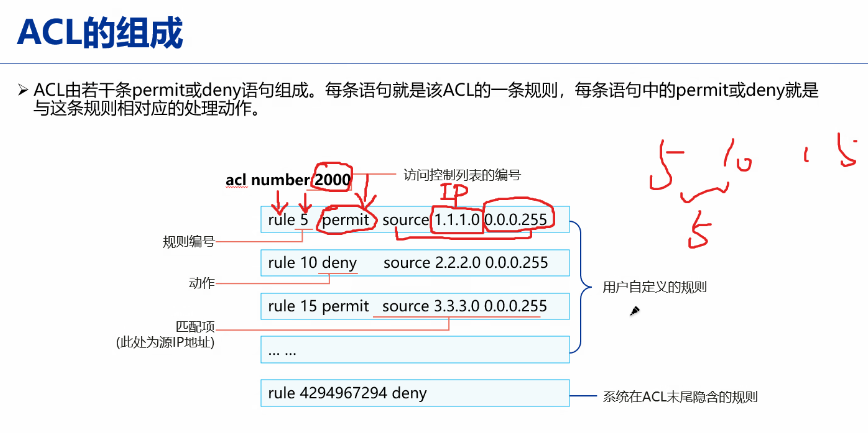 ACL的组成
➢ ACL由若干条permit或deny语句组成。每条语句就是该ACL的一条规则，每条语句中的permit或deny就是
与这条规则相对应的处理动作。
acl number 2000
访问控制列表的编号
IP
5 10 15
5
rule 5 permit source 1.1.1.0 0.0.0.255
规则编号
rule 10 deny source 2.2.2.0 0.0.0.255
动作
用户自定义的规则
rule 15 permit source 3.3.3.0 0.0.0.255
匹配项
(此处为源IP地址)
... ...
rule 4294967294 deny
系统在ACL末尾隐含的规则